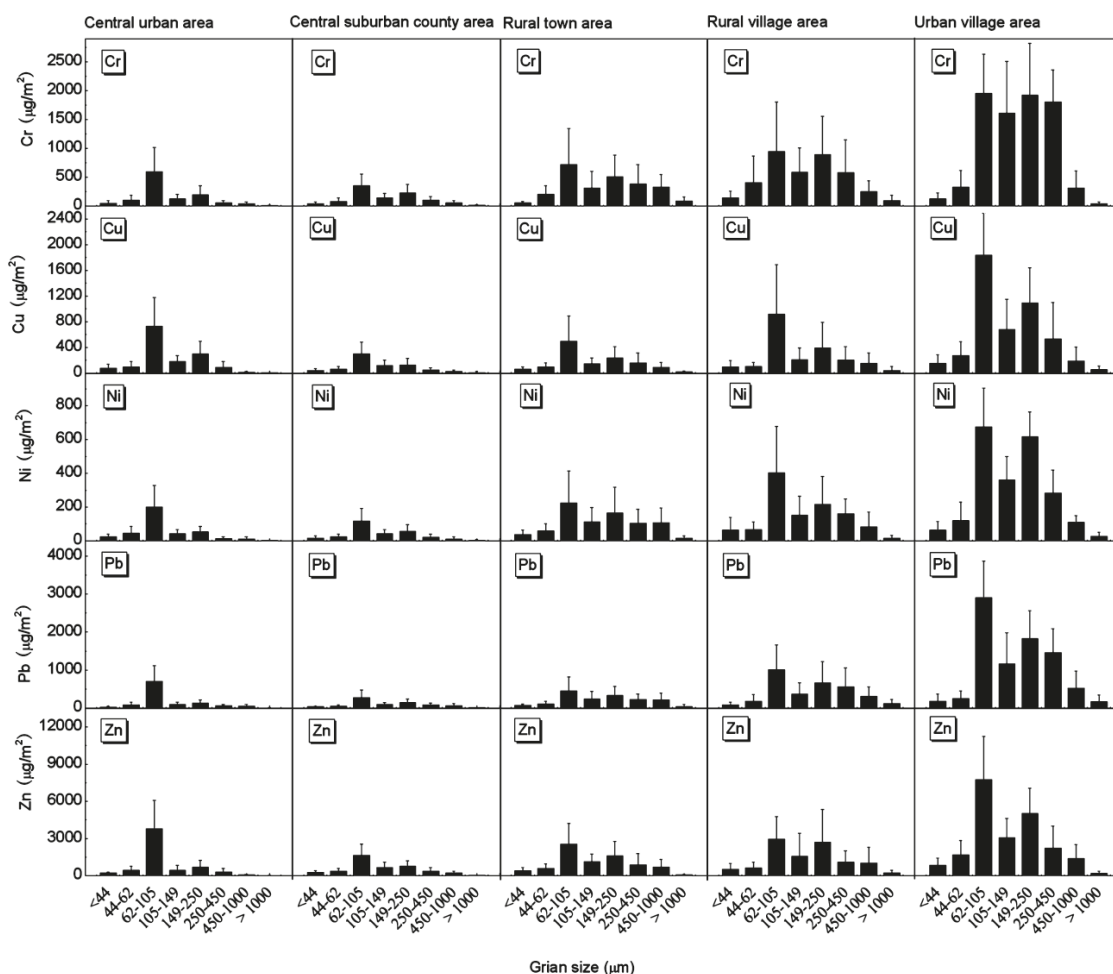 Central urban area Central suburban county area Rural town area Rural village area Urban village area
Cr (μg/m²) 2500 2000 1500 1000 500 0 Cr Cr Cr Cr Cr
Cu (μg/m²) 2400 1600 1200 800 400 0 Cu Cu Cu Cu Cu
Ni (μg/m²) 800 600 400 200 0 Ni Ni Ni Ni Ni
Pb (μg/m²) 4000 3000 2000 1000 0 Pb Pb Pb Pb Pb
Zn (μg/m²) 12000 9000 6000 3000 0 Zn Zn Zn Zn Zn
<44 44-62 62-105 105-149 149-250 250-450 450-1000 > 1000 <44 44-62 62-105 105-149 149-250 250-450 450-1000 > 1000 <44 44-62 62-105 105-149 149-250 250-450 450-1000 > 1000 <44 44-62 62-105 105-149 149-250 250-450 450-1000 > 1000 <44 44-62 62-105 105-149 149-250 250-450 450-1000 > 1000
Grian size (μm)